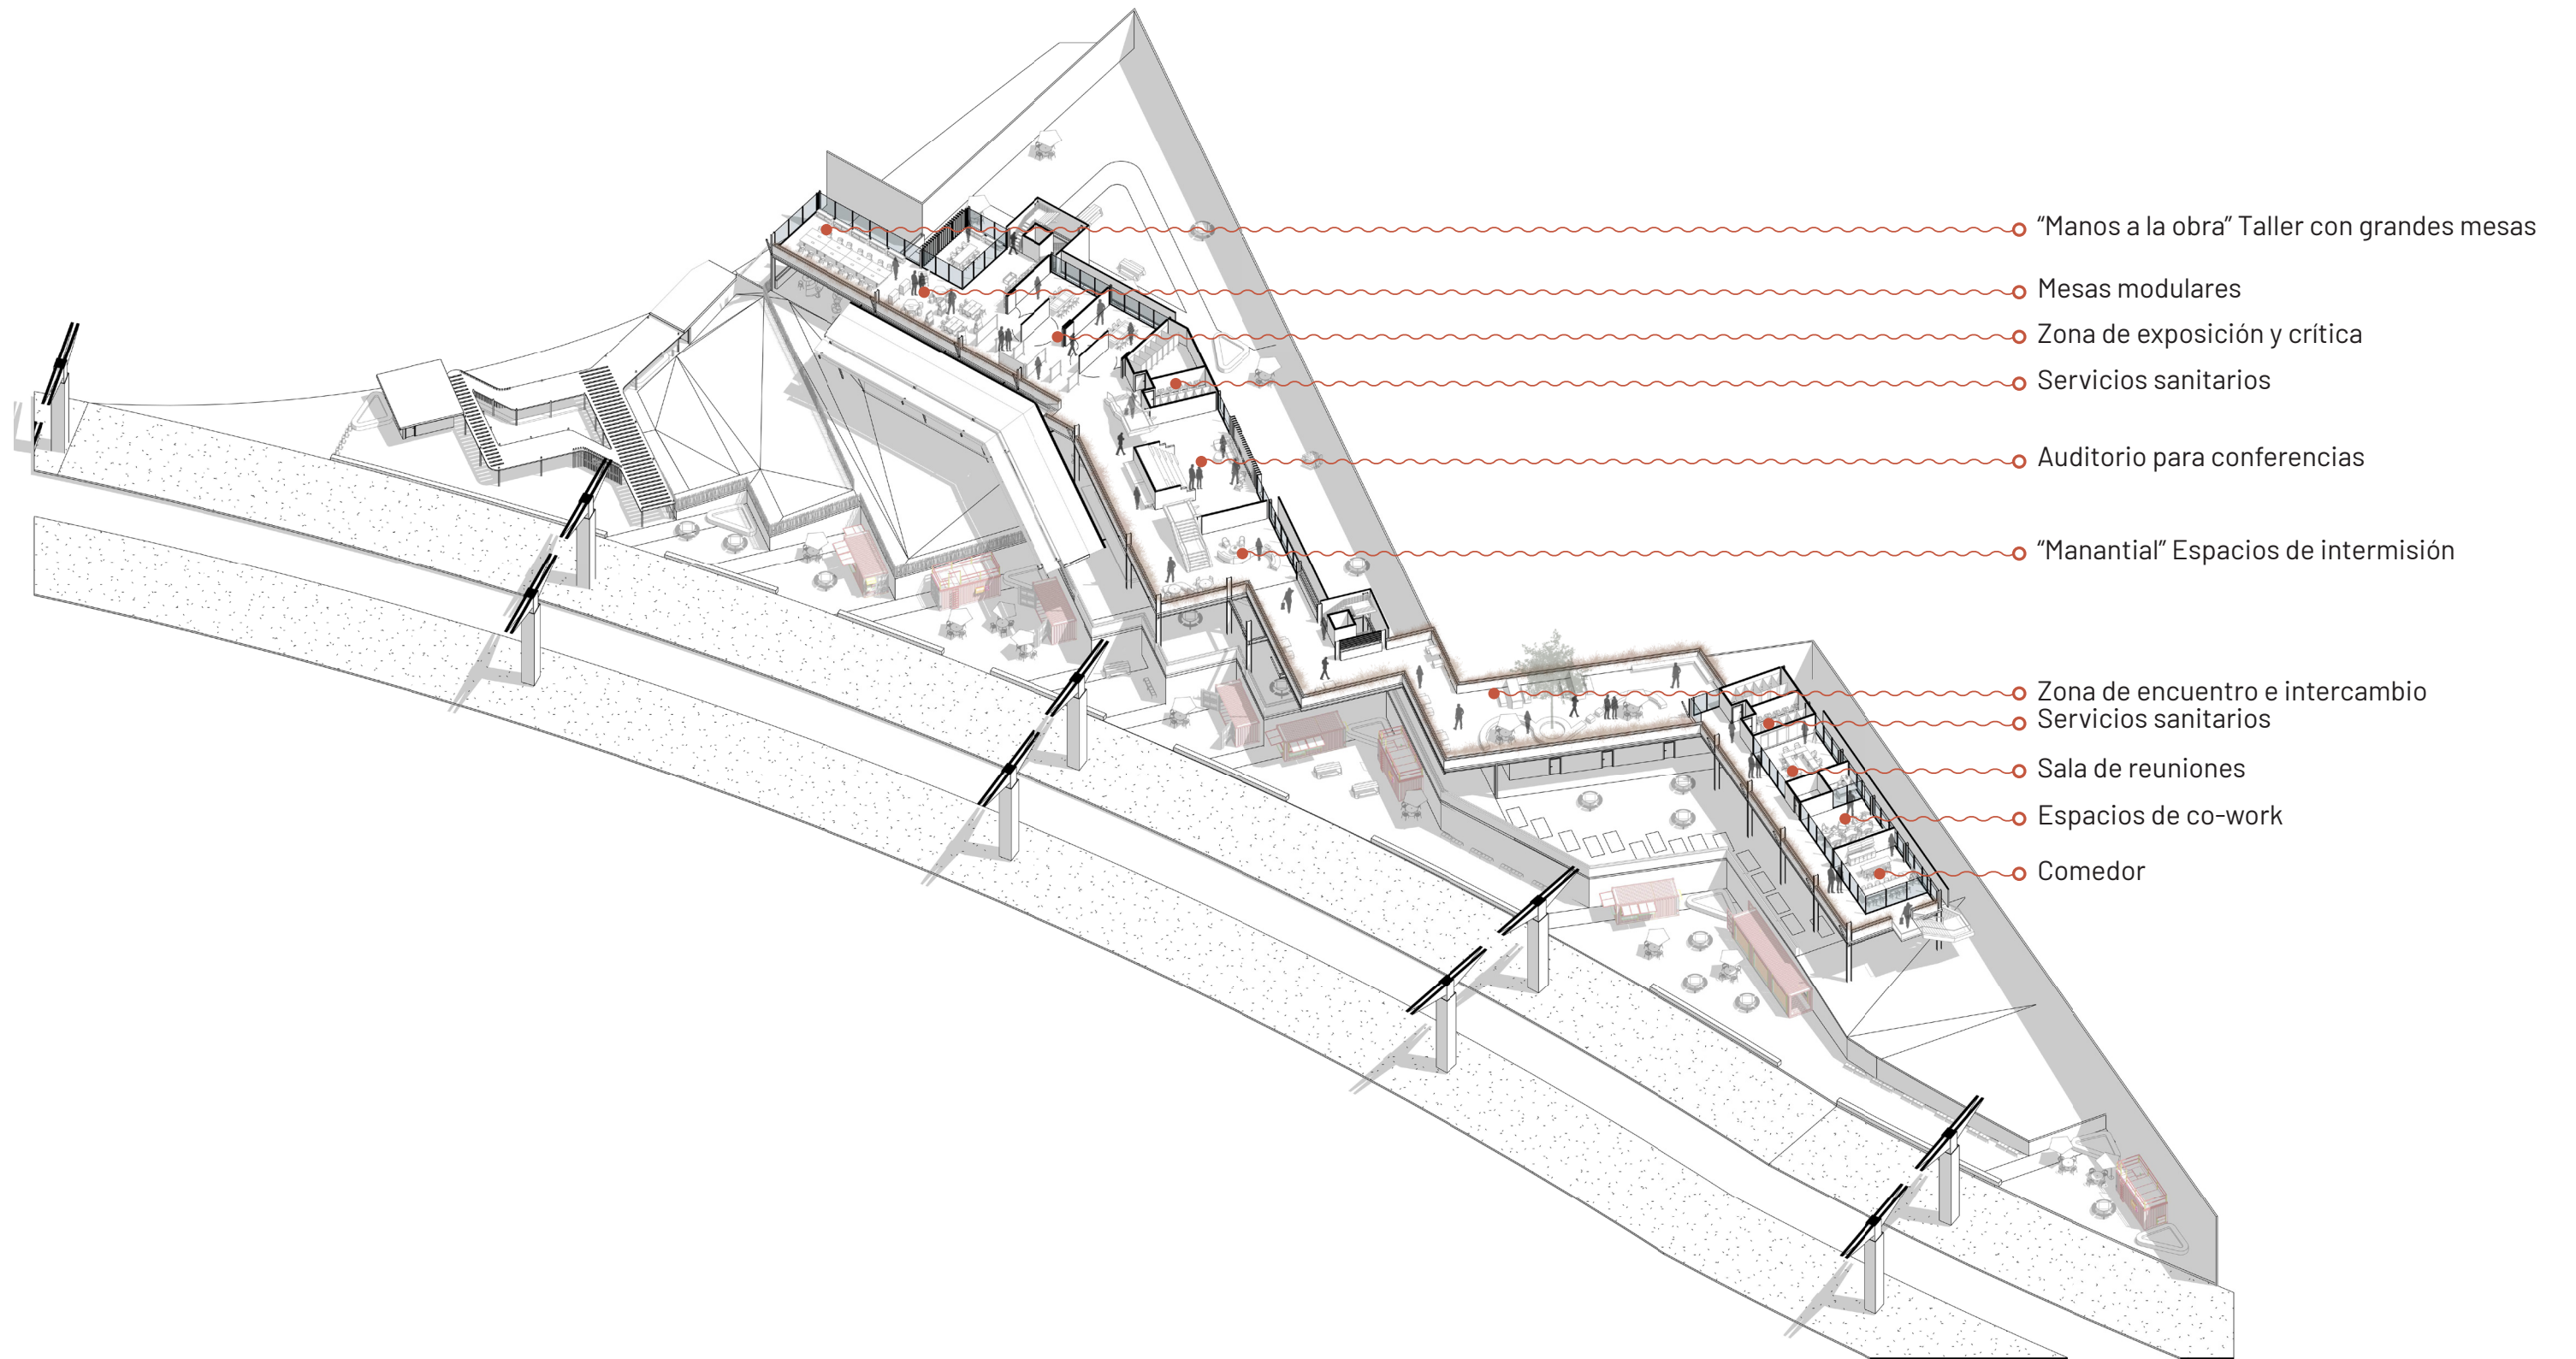 “Manos a la obra” Taller con grandes mesas
Mesas modulares
Zona de exposición y crítica
Servicios sanitarios
Auditorio para conferencias
“Manantial” Espacios de intermisión
Zona de encuentro e intercambio
Servicios sanitarios
Sala de reuniones
Espacios de co-work
Comedor